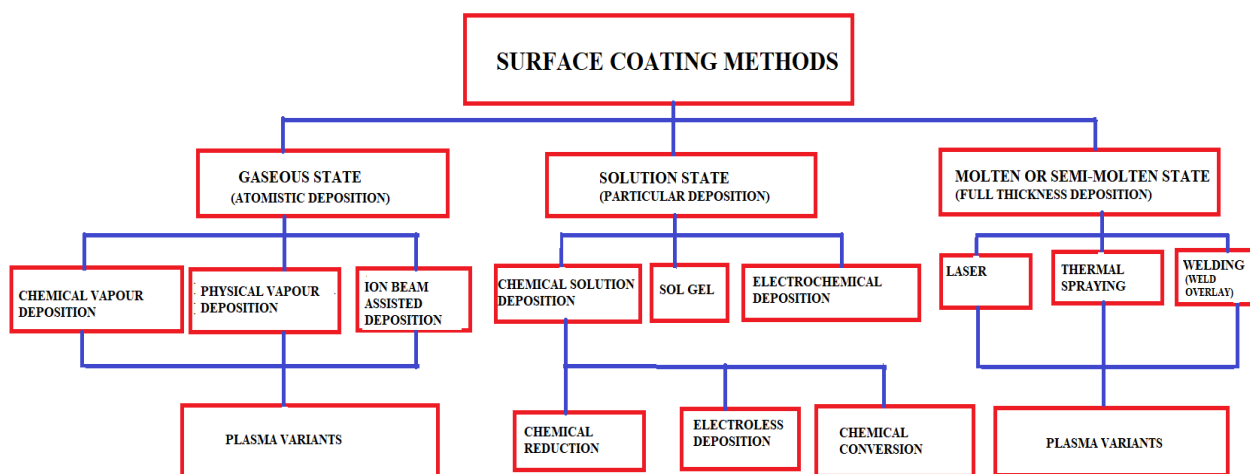 SURFACE COATING METHODS
GASEOUS STATE
(ATOMISTIC DEPOSITION)
SOLUTION STATE
(PARTICULAR DEPOSITION)
MOLTEN OR SEMI-MOLTEN STATE
(FULL THICKNESS DEPOSITION)
CHEMICAL VAPOUR
DEPOSITION
PHYSICAL VAPOUR
DEPOSITION
ION BEAM
ASSISTED
DEPOSITION
CHEMICAL SOLUTION
DEPOSITION
SOL GEL
ELECTROCHEMICAL
DEPOSITION
LASER
THERMAL
SPRAYING
WELDING
(WELD
OVERLAY)
PLASMA VARIANTS
CHEMICAL
REDUCTION
ELECTROLESS
DEPOSITION
CHEMICAL
CONVERSION
PLASMA VARIANTS